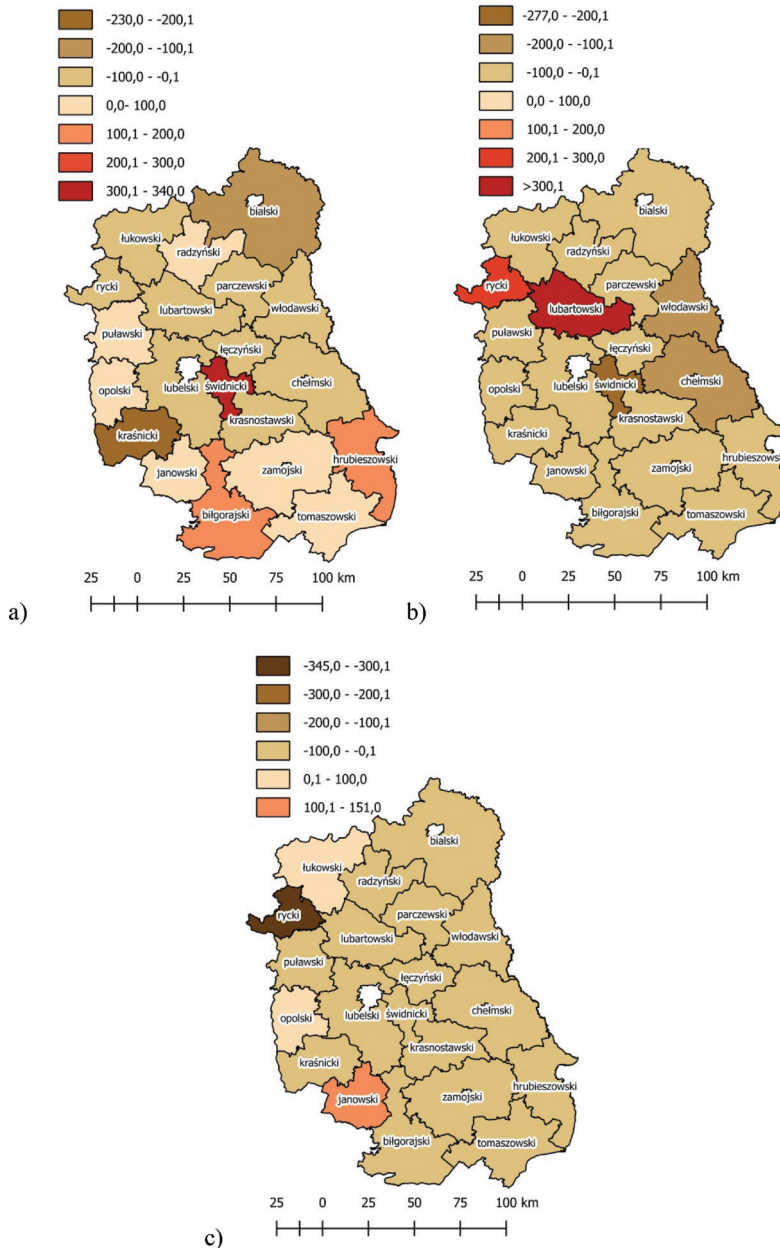 -230,0 - -200,1
-200,0 - -100,1
-100,0 - -0,1
0,0- 100,0
100,1 - 200,0
200,1 - 300,0
300,1 - 340,0
bialski
łukowski
radzyński
rycki
parczewski
lubartowski
włodawski
puławski
łęczyński
opolski
lubelski
świdnicki
chełmski
krasnostawski
kraśnicki
janowski
zamojski
hrubieszowski
biłgorajski
tomaszowski
25 0 25 50 75 100 km
a)
-277,0 - -200,1
-200,0 - -100,1
-100,0 - -0,1
0,0 - 100,0
100,1 - 200,0
200,1 - 300,0
>300,1
bialski
łukowski
radzyński
rycki
parczewski
lubartowski
włodawski
puławski
łęczyński
opolski
lubelski
świdnicki
chełmski
krasnostawski
kraśnicki
janowski
zamojski
hrubieszowski
biłgorajski
tomaszowski
25 0 25 50 75 100 km
b)
-345,0 - -300,1
-300,0 - -200,1
-200,0 - -100,1
-100,0 - -0,1
0,1 - 100,0
100,1 - 151,0
bialski
łukowski
radzyński
rycki
parczewski
lubartowski
włodawski
puławski
łęczyński
opolski
lubelski
świdnicki
chełmski
krasnostawski
kraśnicki
hrubieszowski
janowski
zamojski
biłgorajski
tomaszowski
25 0 25 50 75 100 km
c)